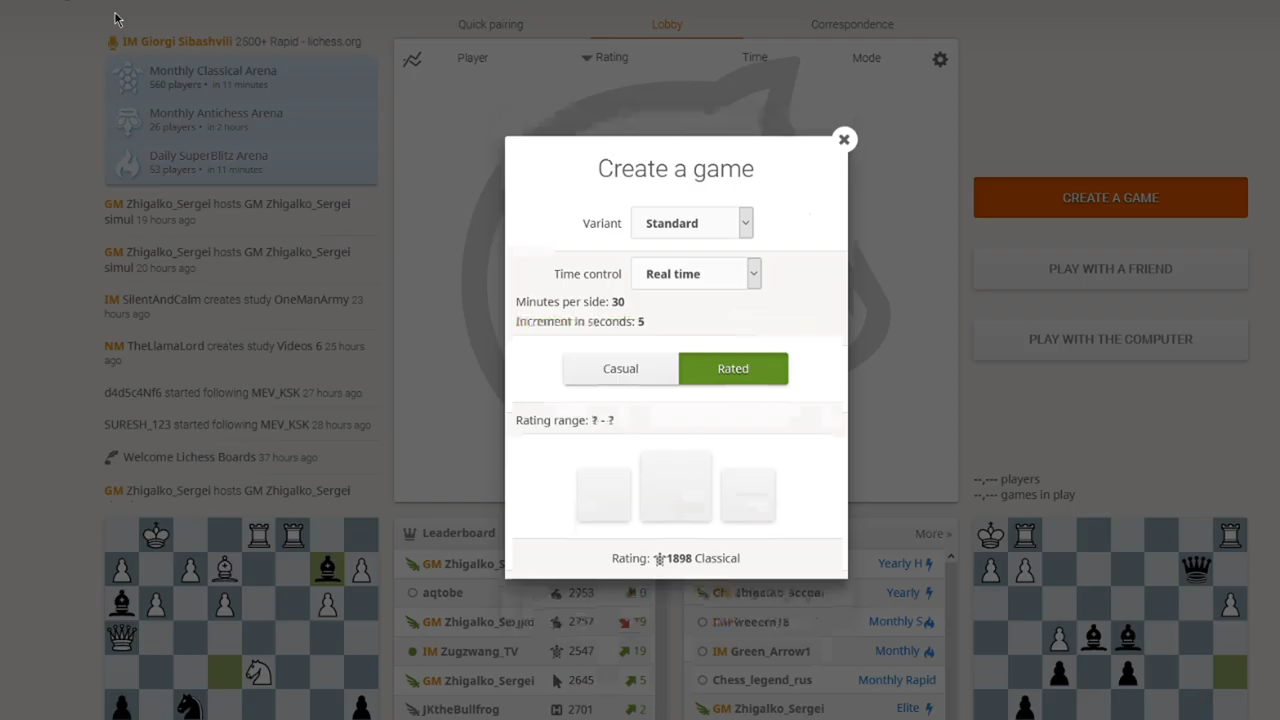 Quick pairing
Lobby
Correspondence
IM Giorgi Sibashvili 2500+ Rapid - lichess.org
Monthly Classical Arena
560 players • in 11 minutes
Monthly Antichess Arena
26 players • in 2 hours
Daily SuperBlitz Arena
53 players • in 11 minutes
GM Zhigalko_Sergei hosts GM Zhigalko_Sergei
simul 19 hours ago
GM Zhigalko_Sergei hosts GM Zhigalko_Sergei
simul 20 hours ago
IM SilentAndCalm creates study OneManArmy 23
hours ago
NM TheLlamaLord creates study Videos 6 25 hours
ago
d4d5c4Nf6 started following MEV_KSK 27 hours ago
SURESH_123 started following MEV_KSK 28 hours ago
Welcome Lichess Boards 37 hours ago
GM Zhigalko_Sergei hosts GM Zhigalko_Sergei
Player
Rating
Time
Mode
Create a game
Variant Standard
Time control Real time
Minutes per side: 30
Increment in seconds: 5
Casual
Rated
Rating range: ? - ?
Rating: 1898 Classical
CREATE A GAME
PLAY WITH A FRIEND
PLAY WITH THE COMPUTER
--,--- players
--,--- games in play
Leaderboard
More »
GM Zhigalko_S
Yearly H
aqtobe
Yearly
GM
Monthly S
IM Zugzwang_TV 2547 19
IM Green_Arrow1 Monthly
GM Zhigalko_Sergei 2645 5
Chess_legend_rus Monthly Rapid
JKtheBullfrog 2701 2
GM Zhigalko_Sergei Elite